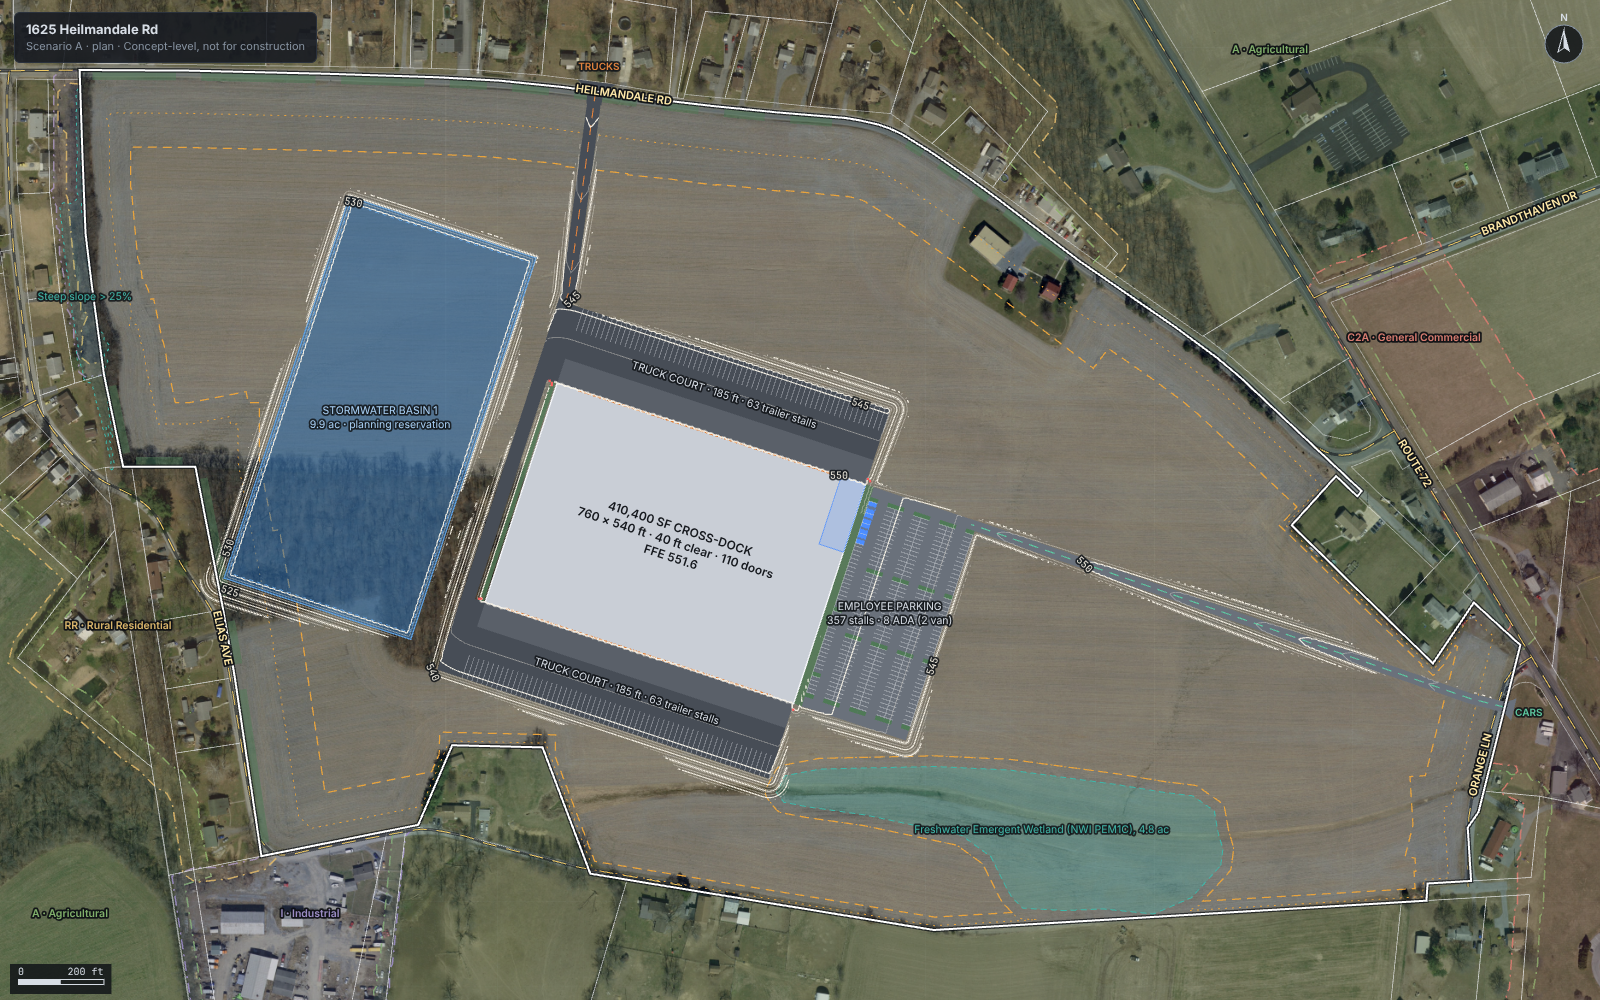 1625 Heilmandale Rd
Scenario A · plan · Concept-level, not for construction
N
TRUCKS
HEILMANDALE RD
A · Agricultural
BRANDTHAVEN DR
530
545
Steep slope > 25%
C2A · General Commercial
STORMWATER BASIN 1
9.9 ac · planning reservation
TRUCK COURT · 185 ft · 63 trailer stalls
545
550
ROUTE 72
410,400 SF CROSS-DOCK
760 × 540 ft · 40 ft clear · 110 doors
FFE 551.6
530
525
550
EMPLOYEE PARKING
357 stalls · 8 ADA (2 van)
RR · Rural Residential
ELIAS AVE
540
545
TRUCK COURT · 185 ft · 63 trailer stalls
CARS
ORANGE LN
Freshwater Emergent Wetland (NWI PEM1C), 4.8 ac
A · Agricultural
I · Industrial
0 200 ft